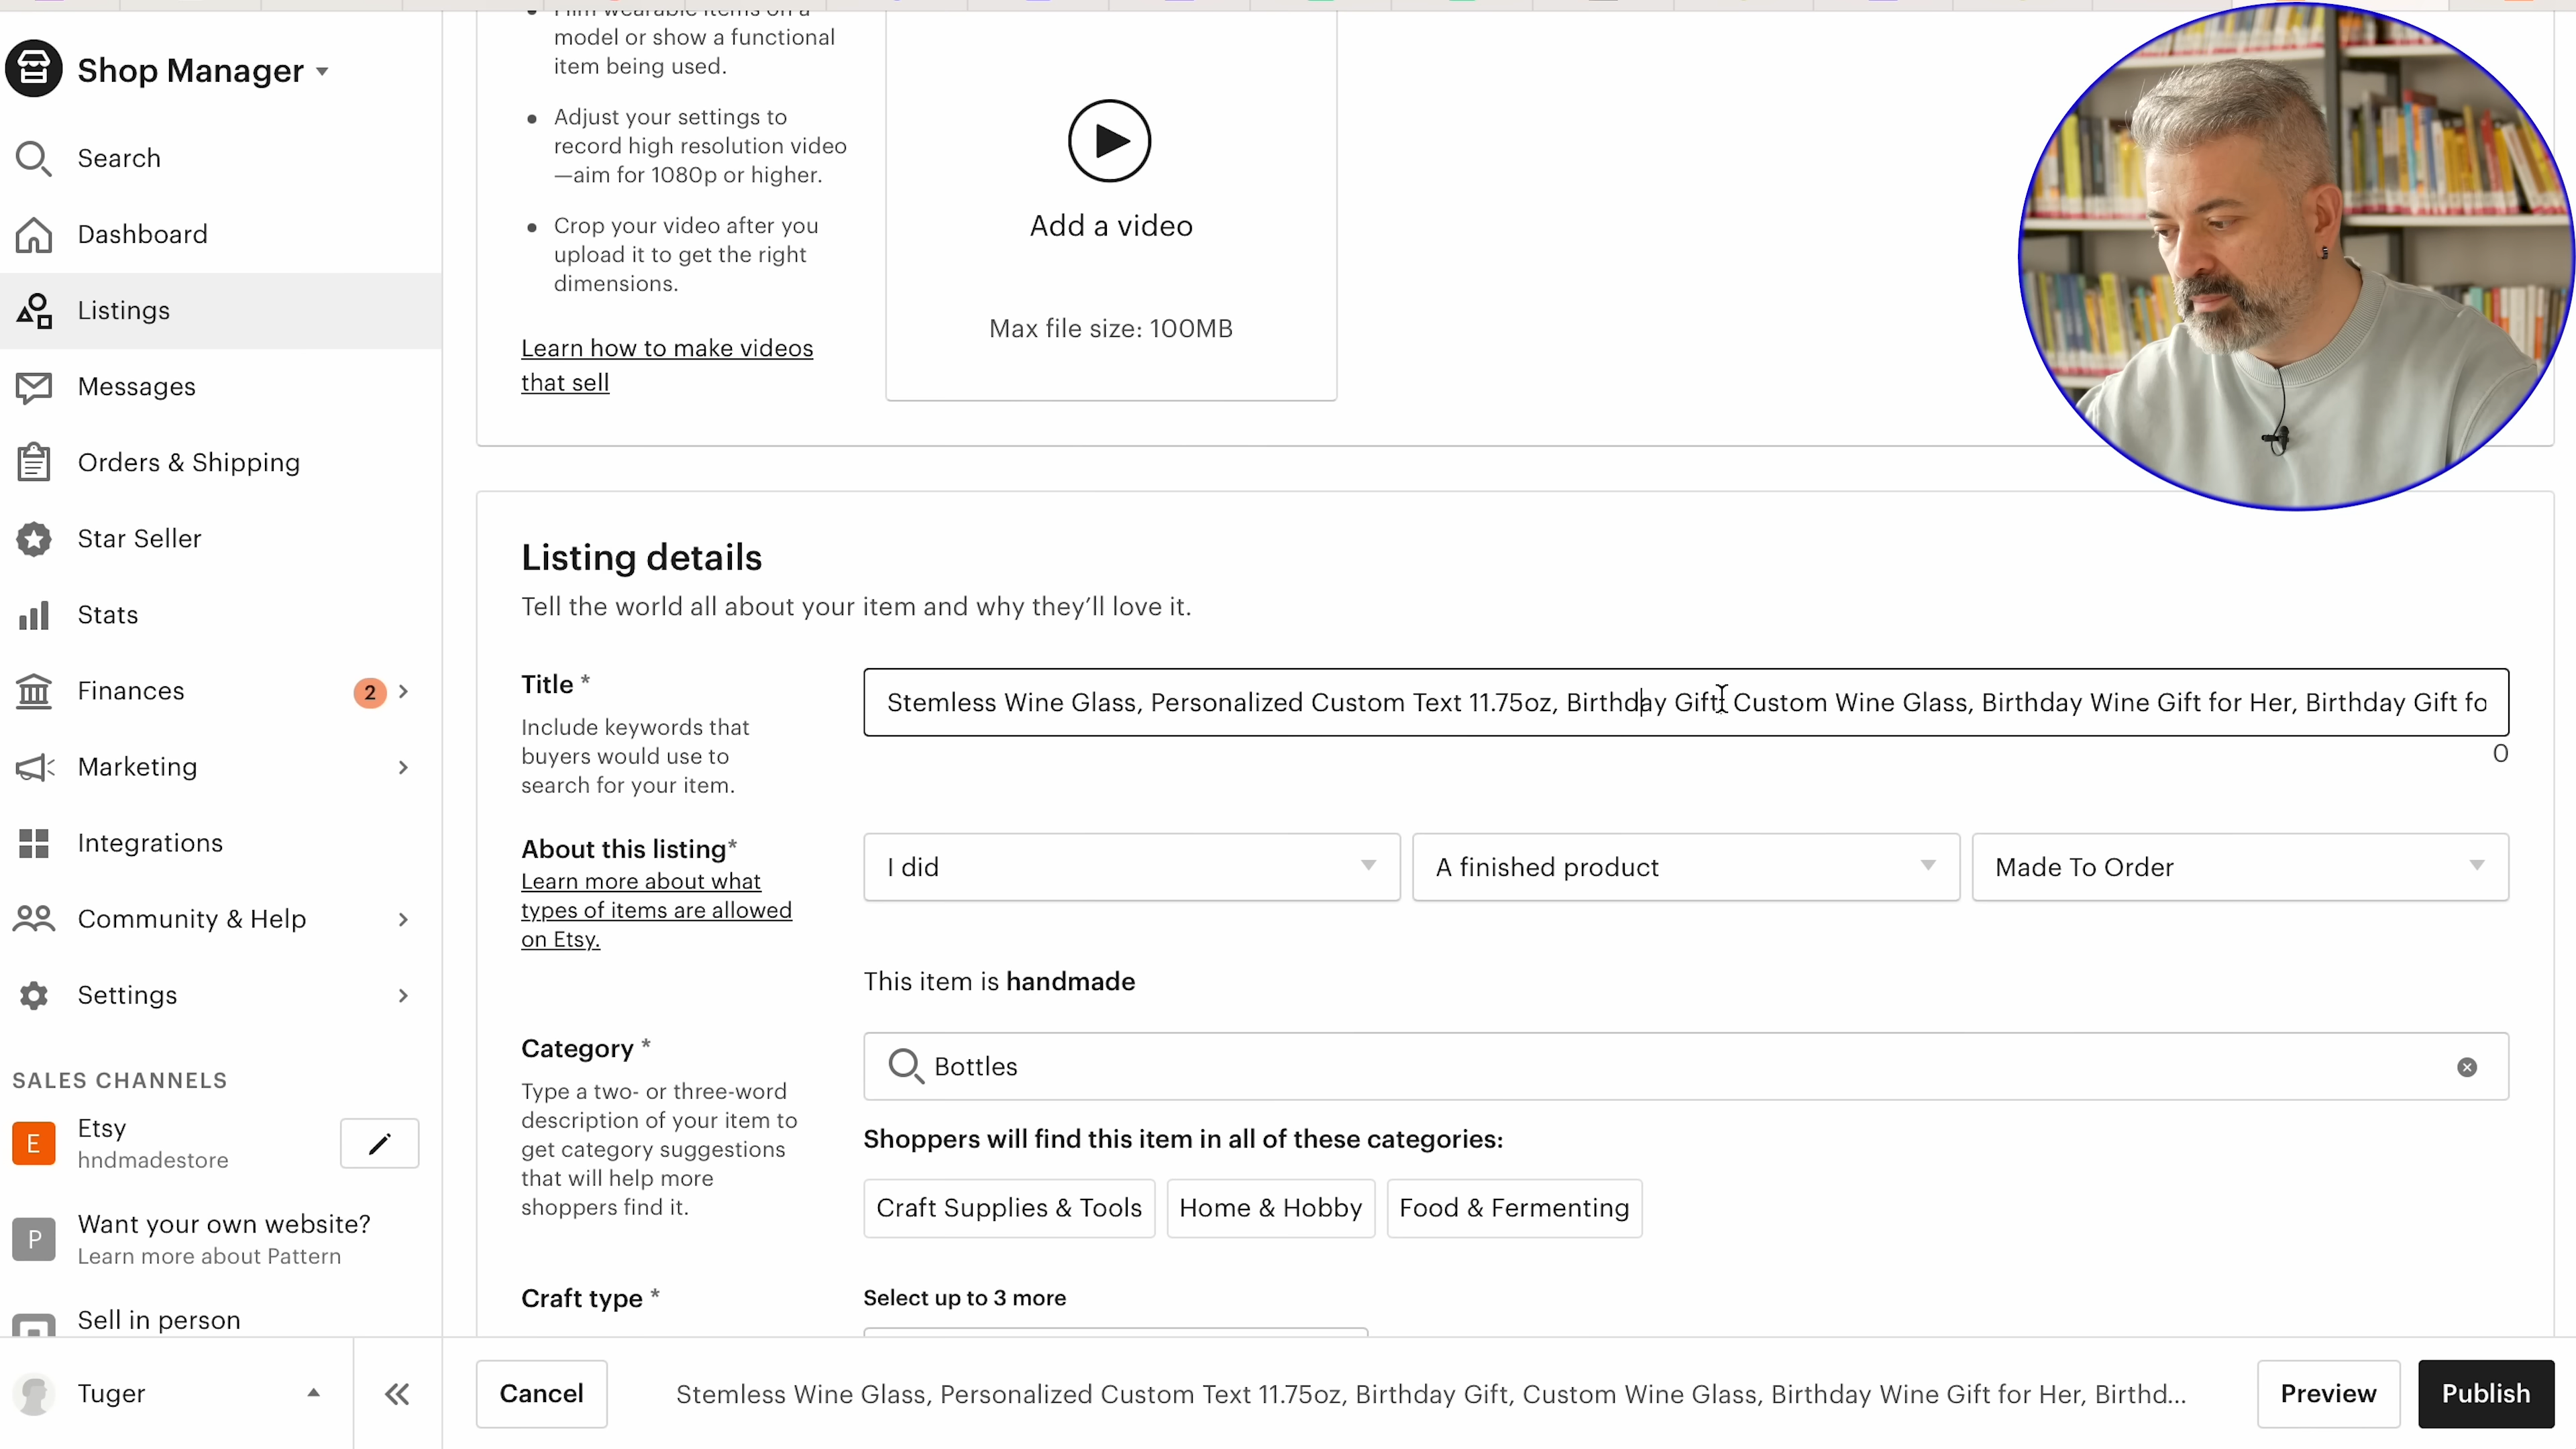 Shop Manager
Search
Dashboard
Listings
Messages
Orders & Shipping
Star Seller
Stats
Finances 2
Marketing
Integrations
Community & Help
Settings
SALES CHANNELS
E Etsy
hndmadestore
P Want your own website?
Learn more about Pattern
Sell in person
Tuger
Film wearable items on a
model or show a functional
item being used.
Adjust your settings to
record high resolution video
—aim for 1080p or higher.
Crop your video after you
upload it to get the right
dimensions.
Learn how to make videos
that sell
Add a video
Max file size: 100MB
Listing details
Tell the world all about your item and why they'll love it.
Title *
Include keywords that
buyers would use to
search for your item.
Stemless Wine Glass, Personalized Custom Text 11.75oz, Birthday Gift, Custom Wine Glass, Birthday Wine Gift for Her, Birthday Gift fo
0
About this listing*
Learn more about what
types of items are allowed
on Etsy.
I did
A finished product
Made To Order
This item is handmade
Category *
Type a two- or three-word
description of your item to
get category suggestions
that will help more
shoppers find it.
Bottles
Shoppers will find this item in all of these categories:
Craft Supplies & Tools
Home & Hobby
Food & Fermenting
Craft type *
Select up to 3 more
Cancel
Stemless Wine Glass, Personalized Custom Text 11.75oz, Birthday Gift, Custom Wine Glass, Birthday Wine Gift for Her, Birthd...
Preview
Publish